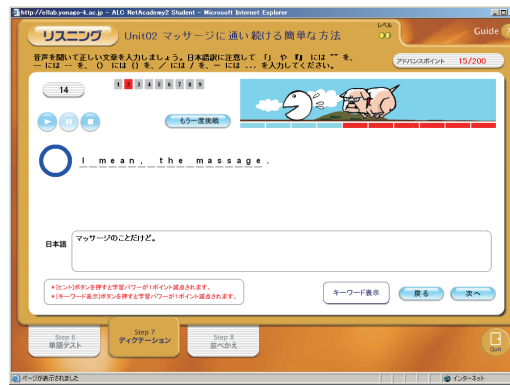 http://ellab.yonago-k.ac.jp - ALC NetAcademy2 Student - Microsoft Internet Explorer
リスニング Unit02 マッサージに通い続ける簡単な方法
レベル
Guide
音声を聞いて正しい文章を入力しましょう。日本語訳に注意して 「」 や 『』 には "" を、
― には -- を、 () には () を、／ には / を、… には ... を入力してください。
アドバンスポイント 15/200
14
1 2 3 4 5 6 7 8 9
もう一度挑戦
I mean, the massage.
日本語
マッサージのことだけど。
*[ヒント]ボタンを押すと学習パワーが1ポイント減点されます。
*[キーワード表示]ボタンを押すと学習パワーが1ポイント減点されます。
キーワード表示
戻る
次へ
Step 6
単語テスト
Step 7
ディクテーション
Step 8
並べかえ
Quit
ページが表示されました
インターネット